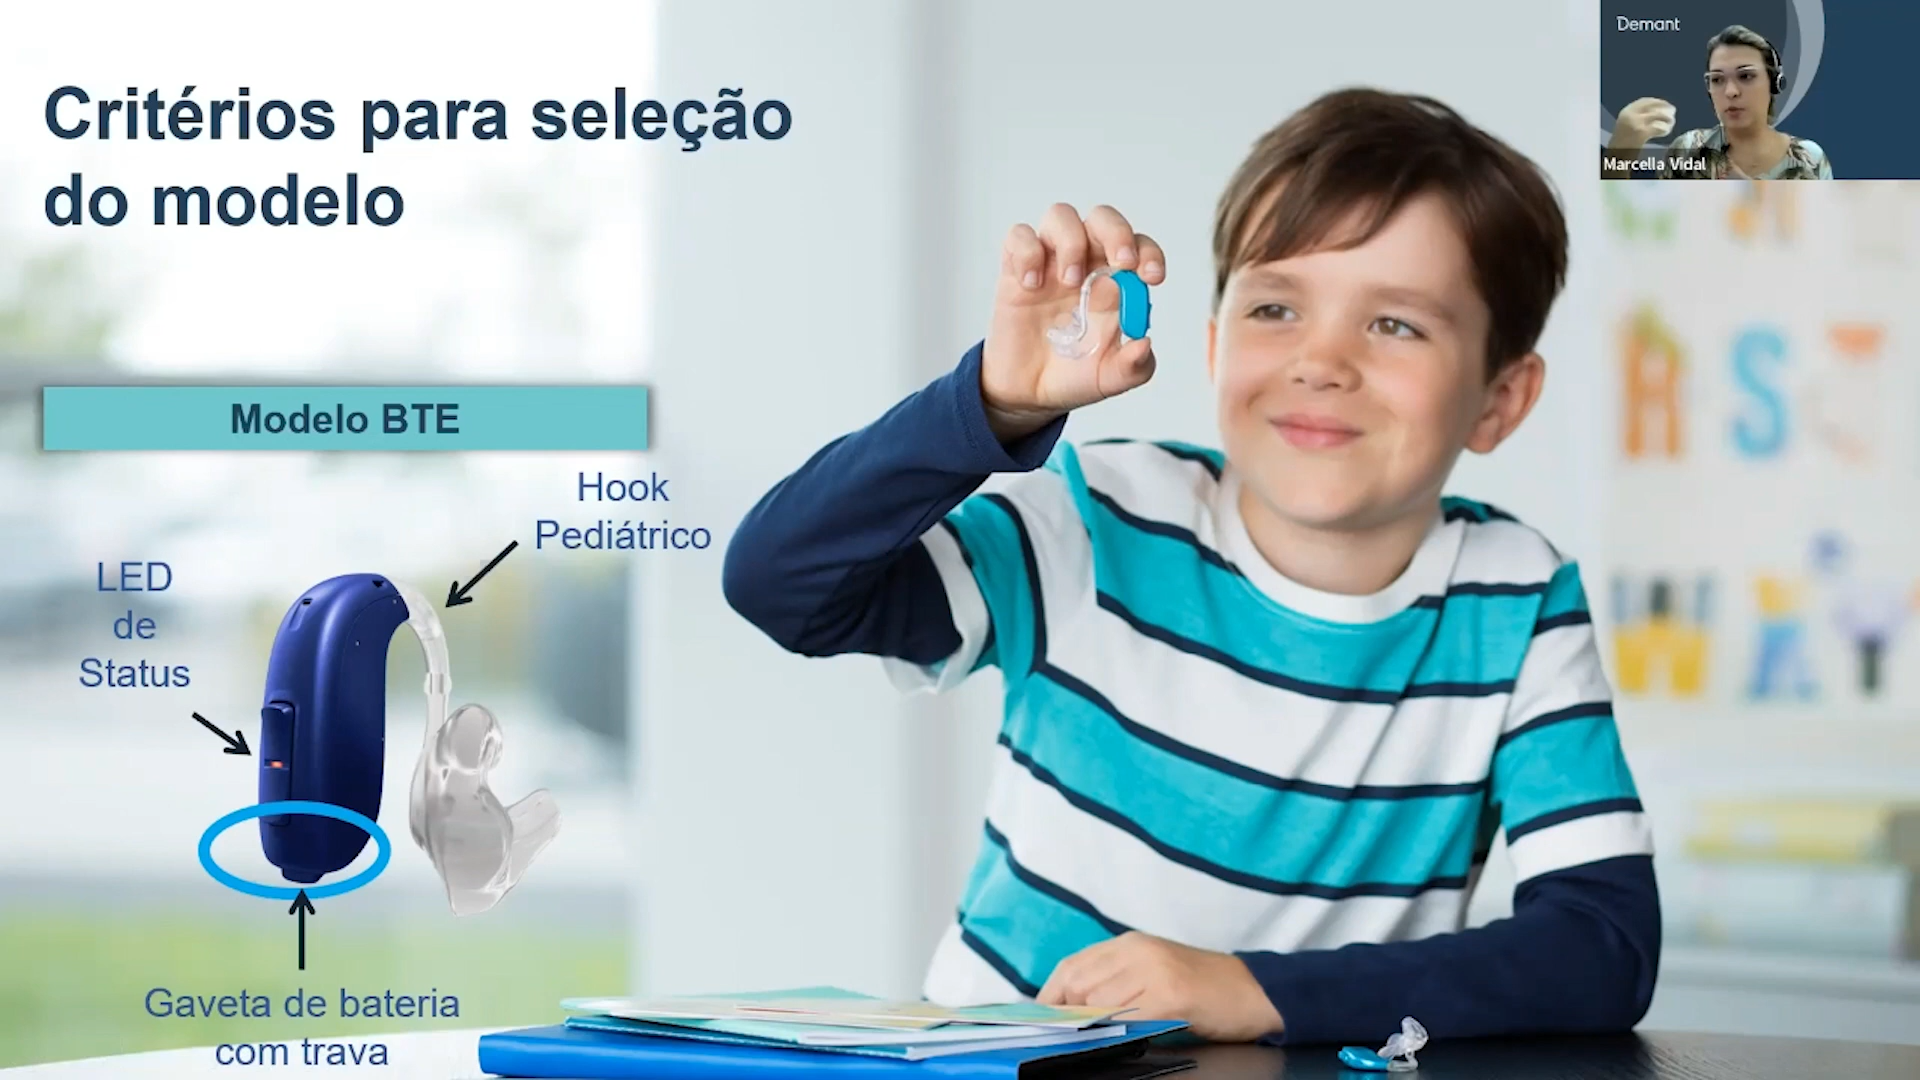 Critérios para seleção
do modelo
Demant
Marcella Vidal
Modelo BTE
Hook
Pediátrico
LED
de
Status
Gaveta de bateria
com trava